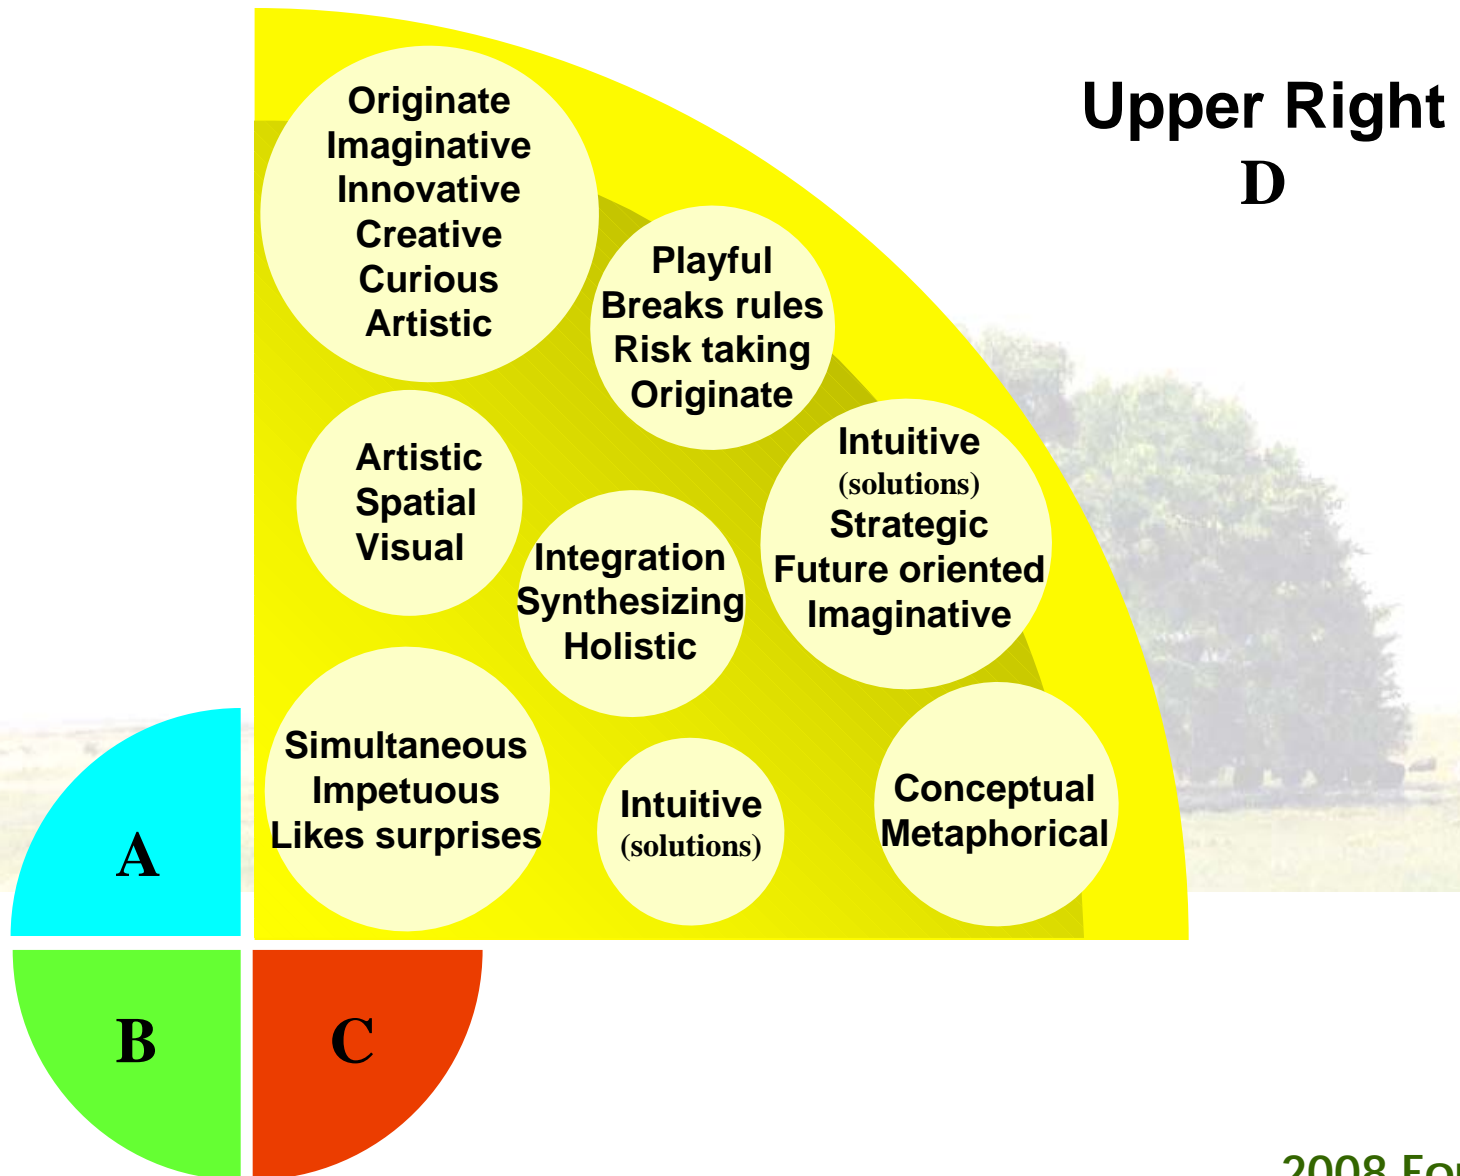 Upper Right
D
Originate
Imaginative
Innovative
Creative
Curious
Artistic
Playful
Breaks rules
Risk taking
Originate
Artistic
Spatial
Visual
Intuitive
(solutions)
Strategic
Future oriented
Imaginative
Integration
Synthesizing
Holistic
Simultaneous
Impetuous
Likes surprises
Intuitive
(solutions)
Conceptual
Metaphorical
A
B
C
2008